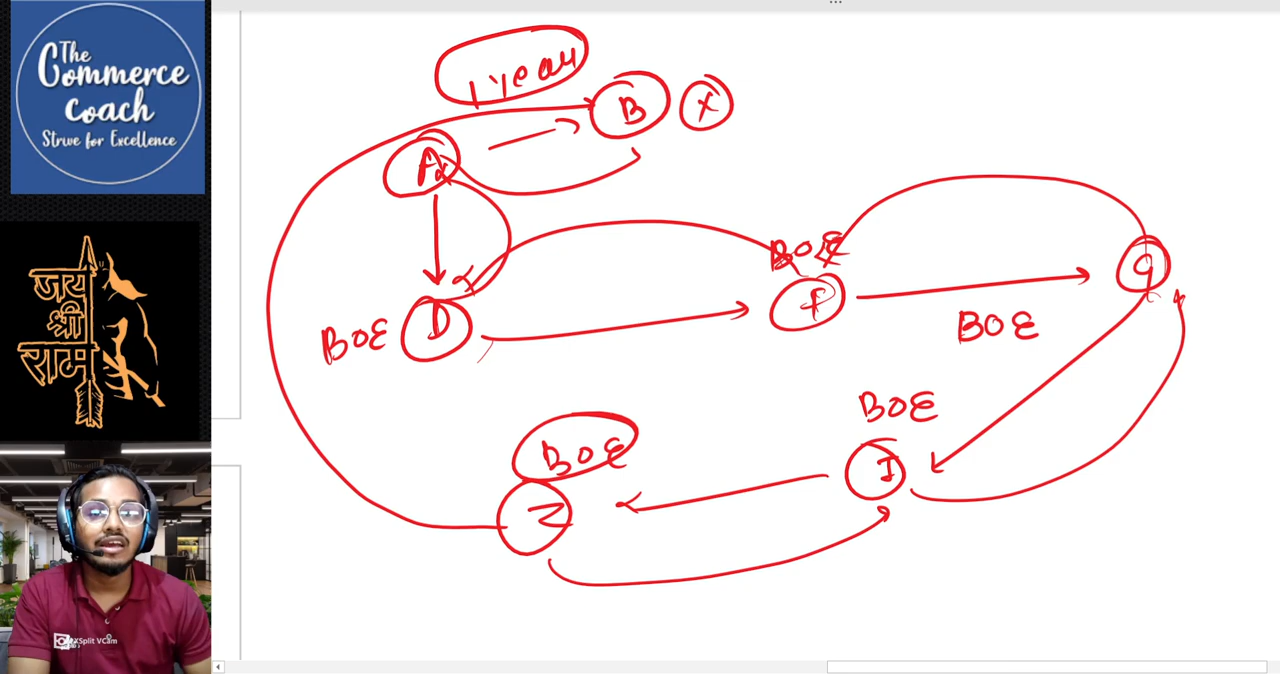 The
Commerce
coach
Strive for Excellence
जय
श्री
राम
XSplit VCam
1 year
A
B
X
BOE
D
BOE
F
BOE
G
BOE
I
BOE
Z